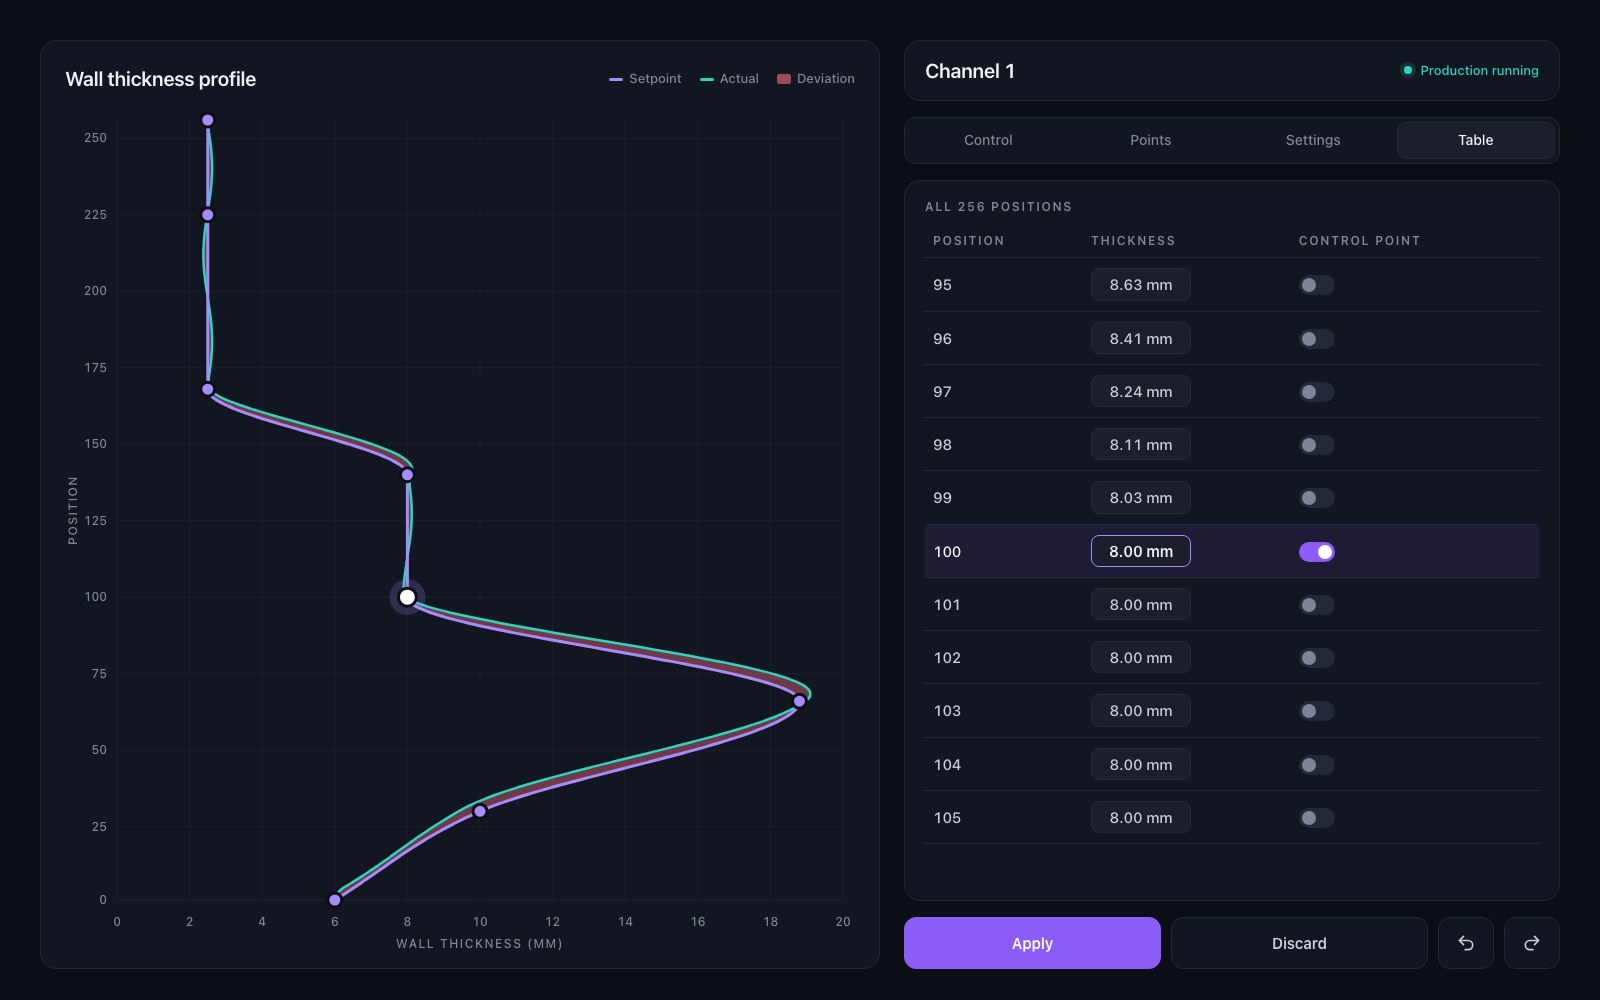 Wall thickness profile
Setpoint
Actual
Deviation
250
225
200
175
150
125
100
75
50
25
0
POSITION
0 2 4 6 8 10 12 14 16 18 20
WALL THICKNESS (MM)
Channel 1
Production running
Control
Points
Settings
Table
ALL 256 POSITIONS
POSITION THICKNESS CONTROL POINT
95 8.63 mm
96 8.41 mm
97 8.24 mm
98 8.11 mm
99 8.03 mm
100 8.00 mm
101 8.00 mm
102 8.00 mm
103 8.00 mm
104 8.00 mm
105 8.00 mm
Apply
Discard